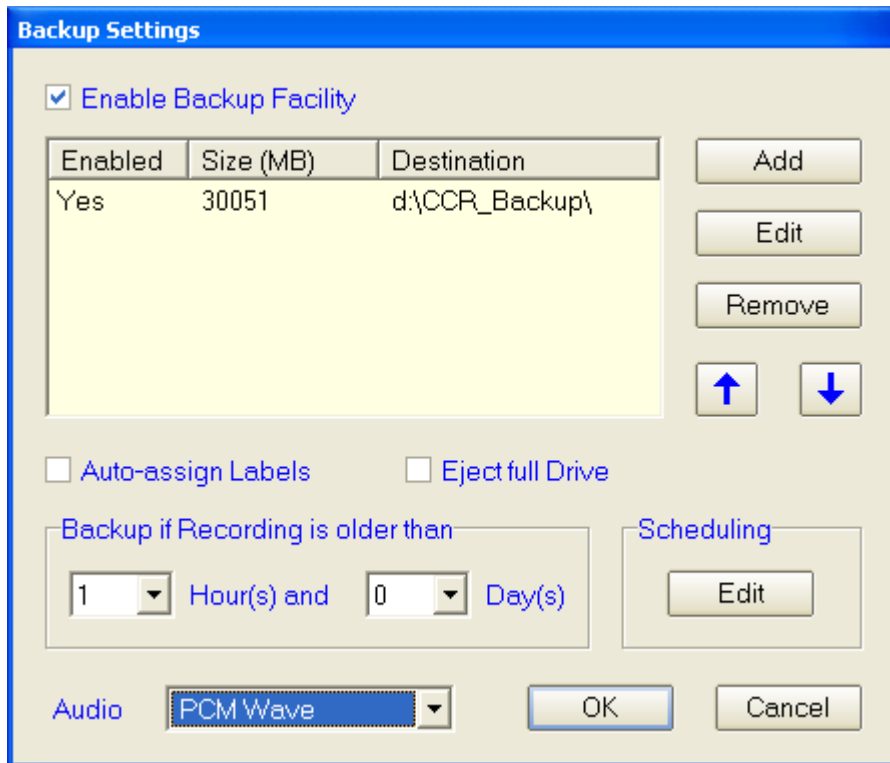 Backup Settings
Enable Backup Facility
Enabled Size (MB) Destination
Yes 30051 d:\CCR_Backup\
Add
Edit
Remove
Auto-assign Labels Eject full Drive
Backup if Recording is older than
1 Hour(s) and 0 Day(s)
Scheduling
Edit
Audio PCM Wave OK Cancel